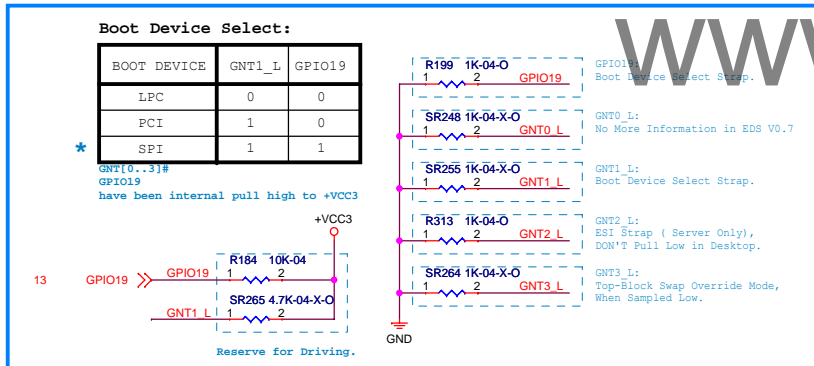 Boot Device Select:
BOOT DEVICE GNT1_L GPIO19
LPC 0 0
PCI 1 0
* SPI 1 1
GNT[0..3]#
GPIO19
have been internal pull high to +VCC3
+VCC3
R184 10K-04
13 GPIO19 GPIO19 1 2
SR265 4.7K-04-X-O
GNT1_L 1 2
Reserve for Driving.
R199 1K-04-O
1 2 GPIO19
GPIO19:
Boot Device Select Strap.
SR248 1K-04-X-O
1 2 GNT0_L
GNT0_L:
No More Information in EDS V0.7
SR255 1K-04-X-O
1 2 GNT1_L
GNT1_L:
Boot Device Select Strap.
R313 1K-04-O
1 2 GNT2_L
GNT2_L:
ESI Strap ( Server Only),
DON'T Pull Low in Desktop.
SR264 1K-04-X-O
1 2 GNT3_L
GNT3_L:
Top-Block Swap Override Mode,
When Sampled Low.
GND